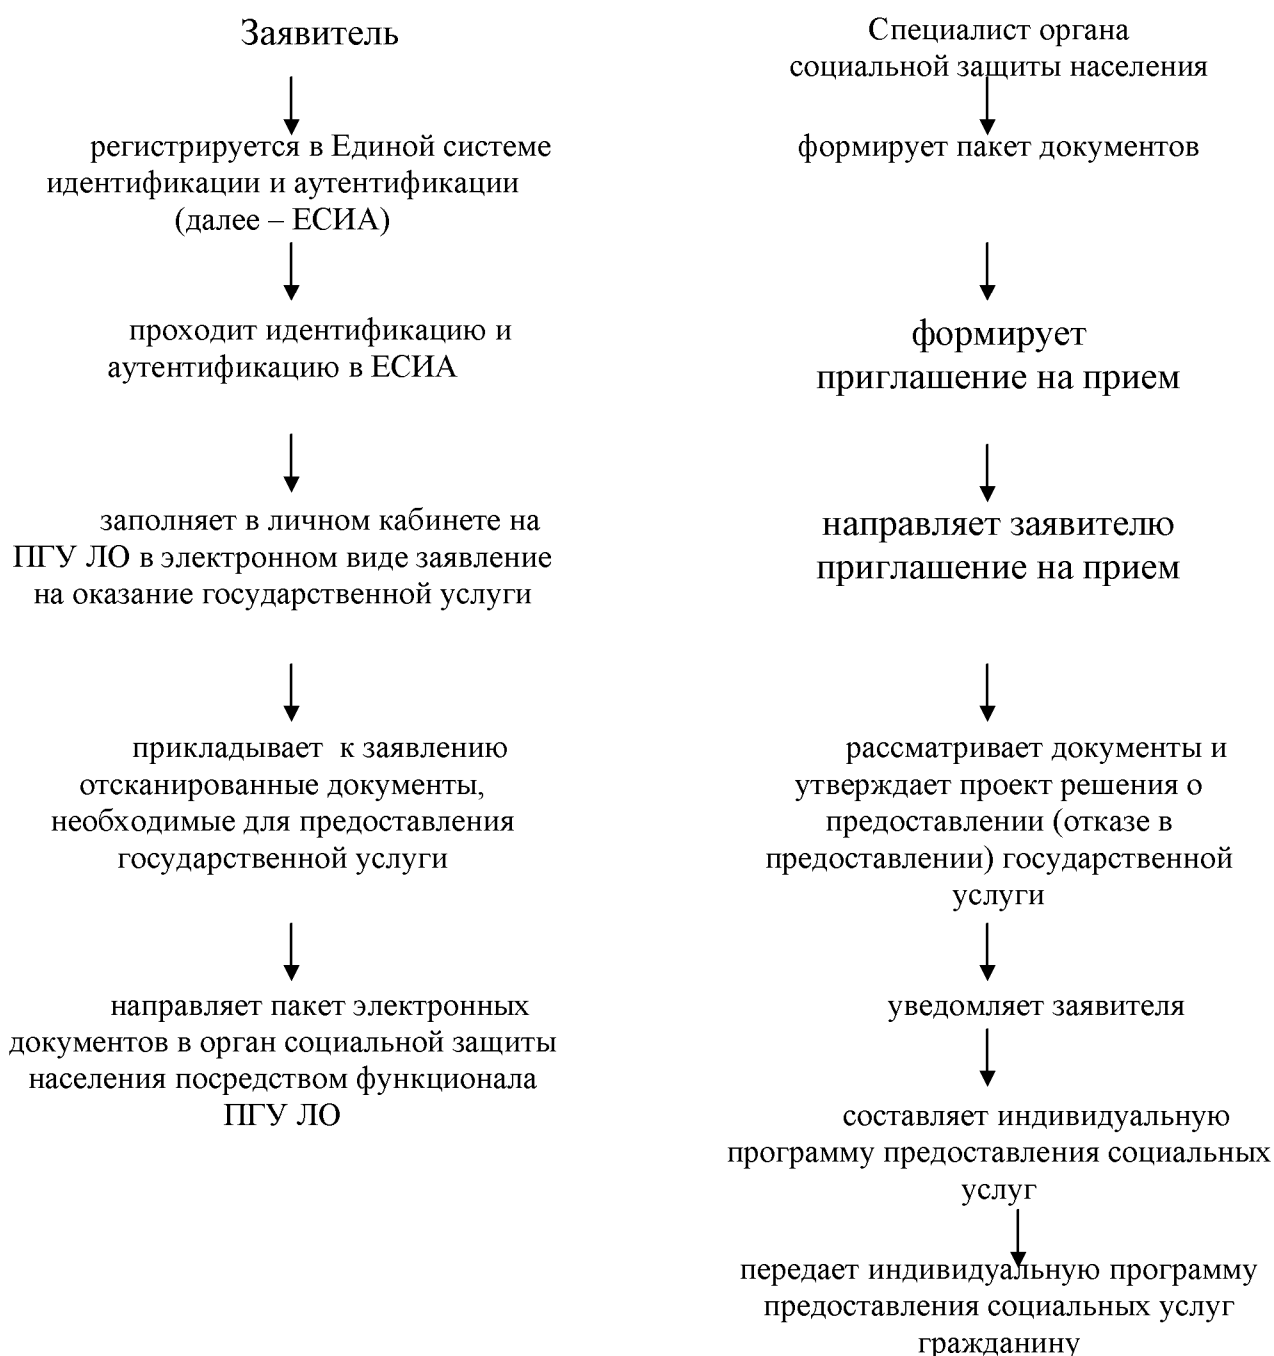 Заявитель
регистрируется в Единой системе
идентификации и аутентификации
(далее – ЕСИА)
проходит идентификацию и
аутентификацию в ЕСИА
заполняет в личном кабинете на
ПГУ ЛО в электронном виде заявление
на оказание государственной услуги
прикладывает к заявлению
отсканированные документы,
необходимые для предоставления
государственной услуги
направляет пакет электронных
документов в орган социальной защиты
населения посредством функционала
ПГУ ЛО
Специалист органа
социальной защиты населения
формирует пакет документов
формирует
приглашение на прием
направляет заявителю
приглашение на прием
рассматривает документы и
утверждает проект решения о
предоставлении (отказе в
предоставлении) государственной
услуги
уведомляет заявителя
составляет индивидуальную
программу предоставления социальных
услуг
передает индивидуальную программу
предоставления социальных услуг
гражданину